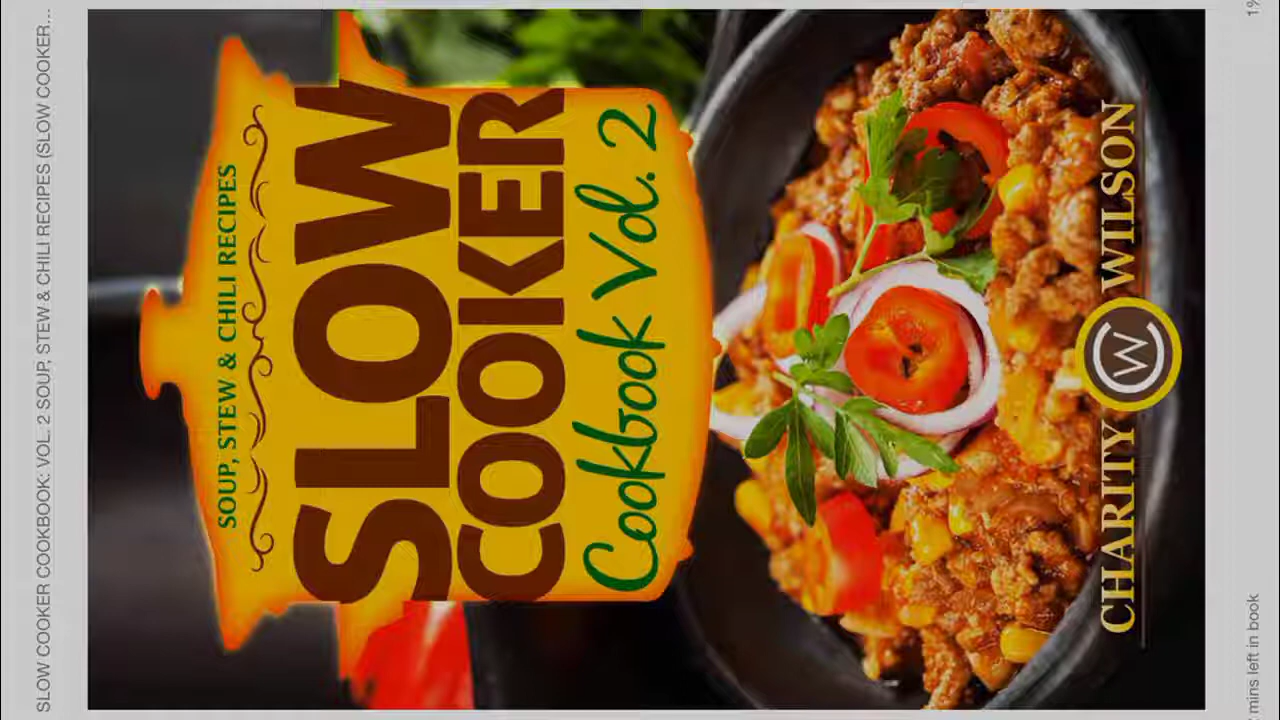 SLOW COOKER COOKBOOK: VOL. 2 SOUP, STEW & CHILI RECIPES (SLOW COOKER...
SOUP, STEW & CHILI RECIPES
SLOW
COOKER
Cookbook Vol. 2
CHARITY CW WILSON
mins left in book
1%